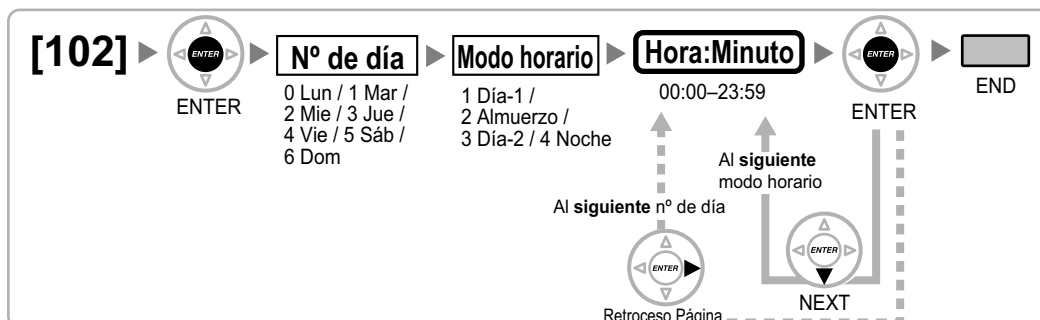 [102]
ENTER
ENTER
Nº de día
0 Lun / 1 Mar /
2 Mie / 3 Jue /
4 Vie / 5 Sáb /
6 Dom
Modo horario
1 Día-1 /
2 Almuerzo /
3 Día-2 / 4 Noche
Hora:Minuto
00:00–23:59
ENTER
ENTER
END
Al siguiente
modo horario
Al siguiente nº de día
ENTER
Retroceso Página
ENTER
NEXT